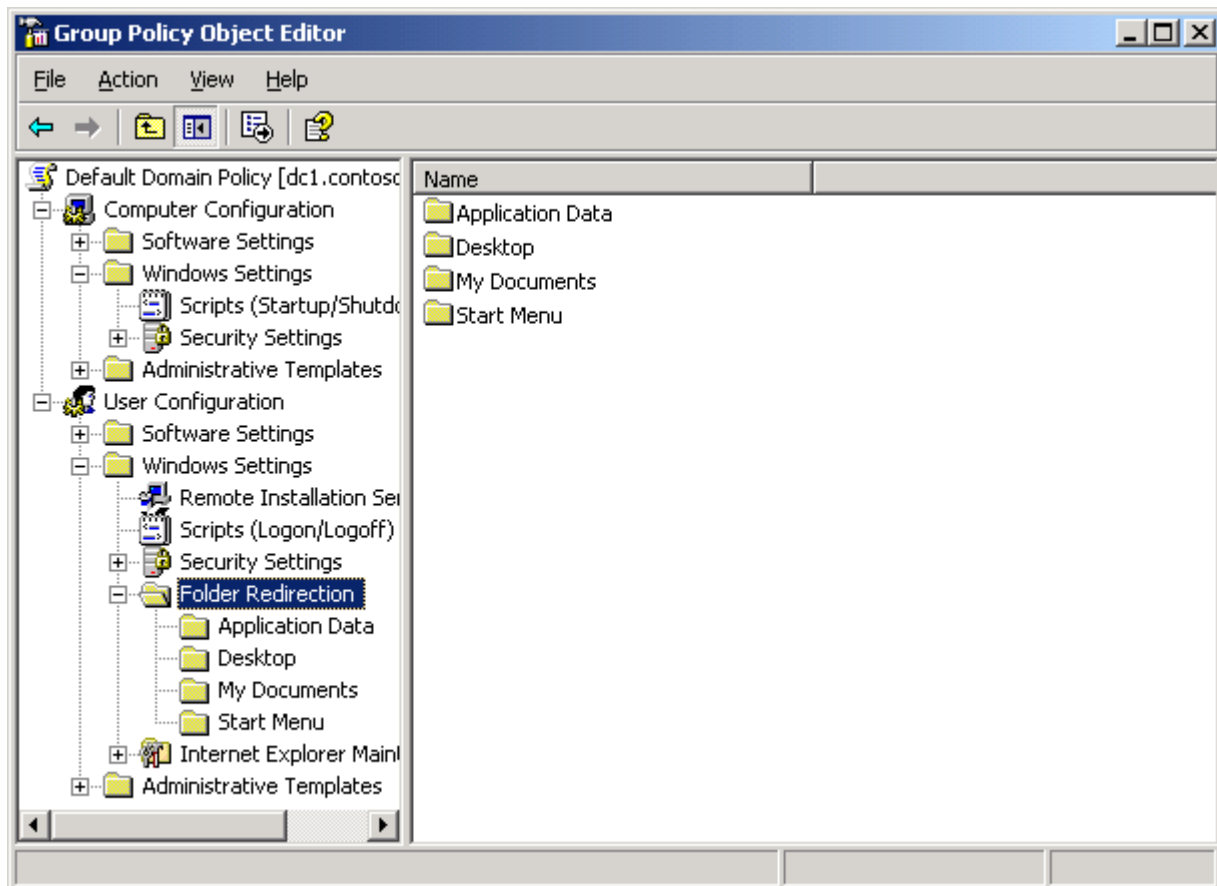 Group Policy Object Editor
File Action View Help
Default Domain Policy [dc1.contoso
Computer Configuration
Software Settings
Windows Settings
Scripts (Startup/Shutdo
Security Settings
Administrative Templates
User Configuration
Software Settings
Windows Settings
Remote Installation Ser
Scripts (Logon/Logoff)
Security Settings
Folder Redirection
Application Data
Desktop
My Documents
Start Menu
Internet Explorer Maint
Administrative Templates
Name
Application Data
Desktop
My Documents
Start Menu